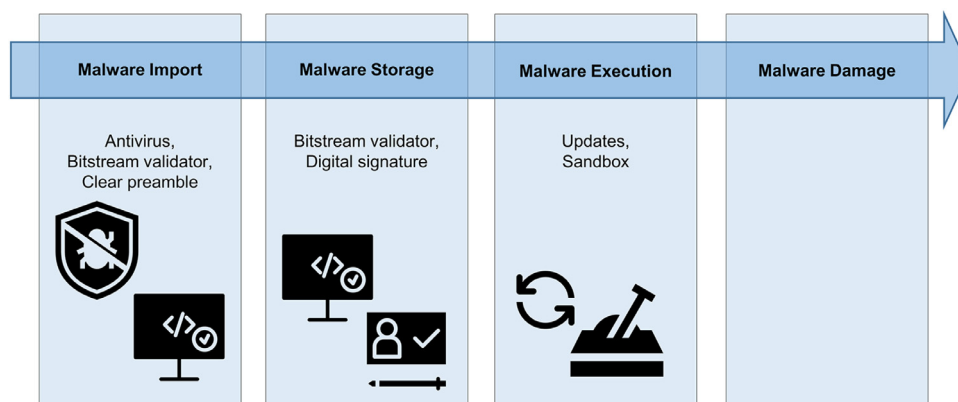 Malware Import
Malware Storage
Malware Execution
Malware Damage
Antivirus,
Bitstream validator,
Clear preamble
Bitstream validator,
Digital signature
Updates,
Sandbox